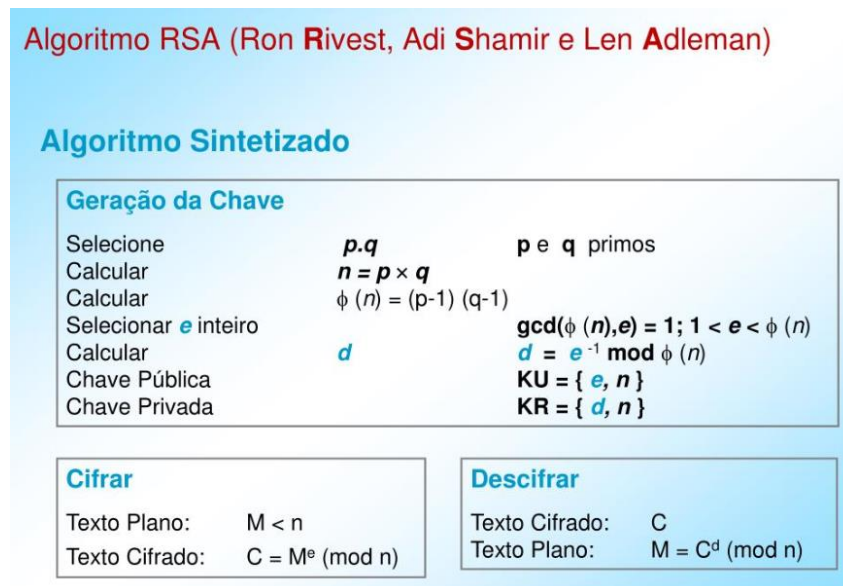 Algoritmo RSA (Ron Rivest, Adi Shamir e Len Adleman)
Algoritmo Sintetizado
Geração da Chave
Selecione p.q p e q primos
Calcular n = p × q
Calcular ϕ (n) = (p-1) (q-1)
Selecionar e inteiro gcd(ϕ (n),e) = 1; 1 < e < ϕ (n)
Calcular d d = e⁻¹ mod ϕ (n)
Chave Pública KU = { e, n }
Chave Privada KR = { d, n }
Cifrar
Texto Plano: M < n
Texto Cifrado: C = Mᵉ (mod n)
Descifrar
Texto Cifrado: C
Texto Plano: M = Cᵈ (mod n)